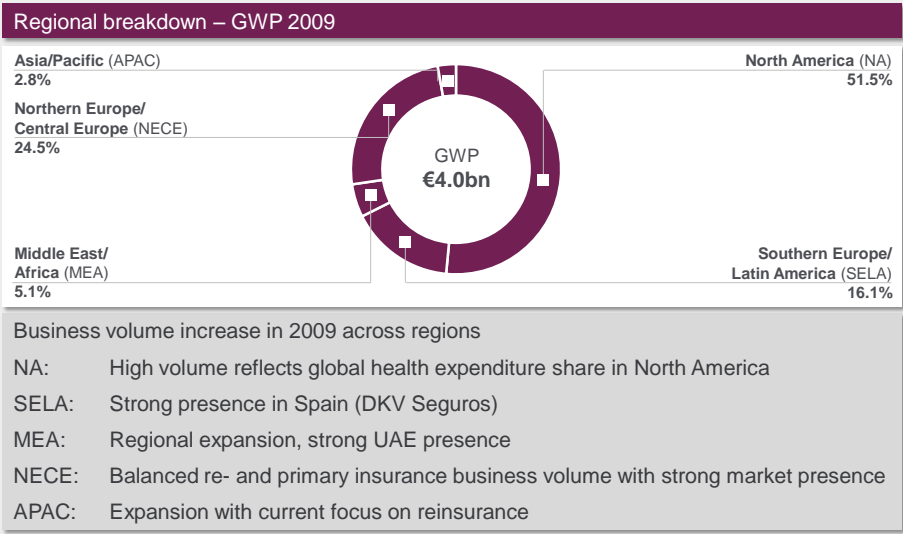 Regional breakdown – GWP 2009
Asia/Pacific (APAC)
2.8%
North America (NA)
51.5%
Northern Europe/
Central Europe (NECE)
24.5%
GWP
€4.0bn
Middle East/
Africa (MEA)
5.1%
Southern Europe/
Latin America (SELA)
16.1%
Business volume increase in 2009 across regions
NA: High volume reflects global health expenditure share in North America
SELA: Strong presence in Spain (DKV Seguros)
MEA: Regional expansion, strong UAE presence
NECE: Balanced re- and primary insurance business volume with strong market presence
APAC: Expansion with current focus on reinsurance